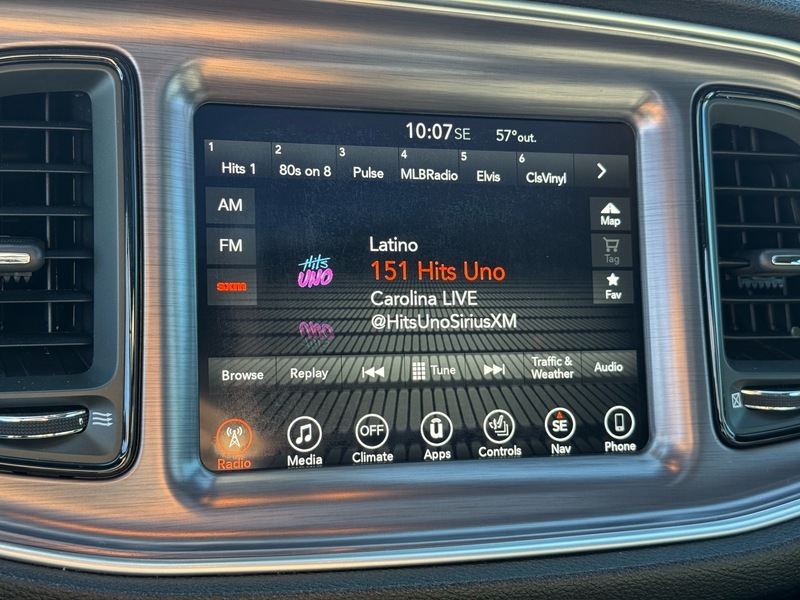 10:07 SE 57° out.
1 Hits 1 2 80s on 8 3 Pulse 4 MLBRadio 5 Elvis 6 ClsVinyl
AM
FM
sxm
Map
Tag
Fav
Hits
UNO
Latino
151 Hits Uno
Carolina LIVE
@HitsUnoSiriusXM
Browse Replay Tune Traffic & Weather Audio
OFF SE
Radio Media Climate Apps Controls Nav Phone